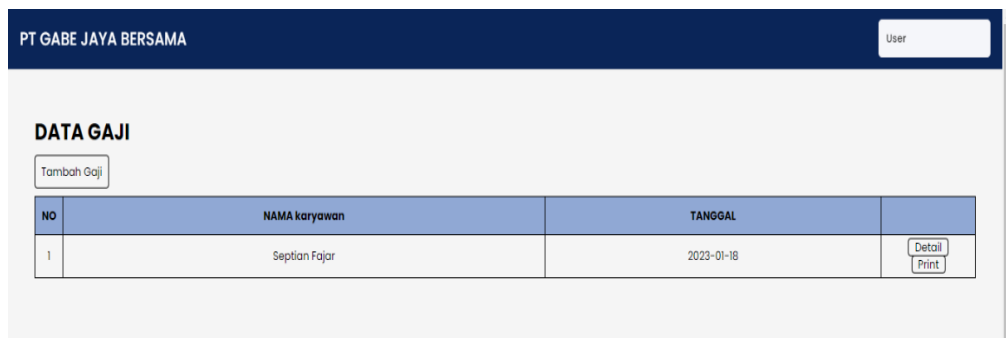 PT GABE JAYA BERSAMA
User
DATA GAJI
Tambah Gaji
NO NAMA karyawan TANGGAL
1 Septian Fajar 2023-01-18 Detail
Print